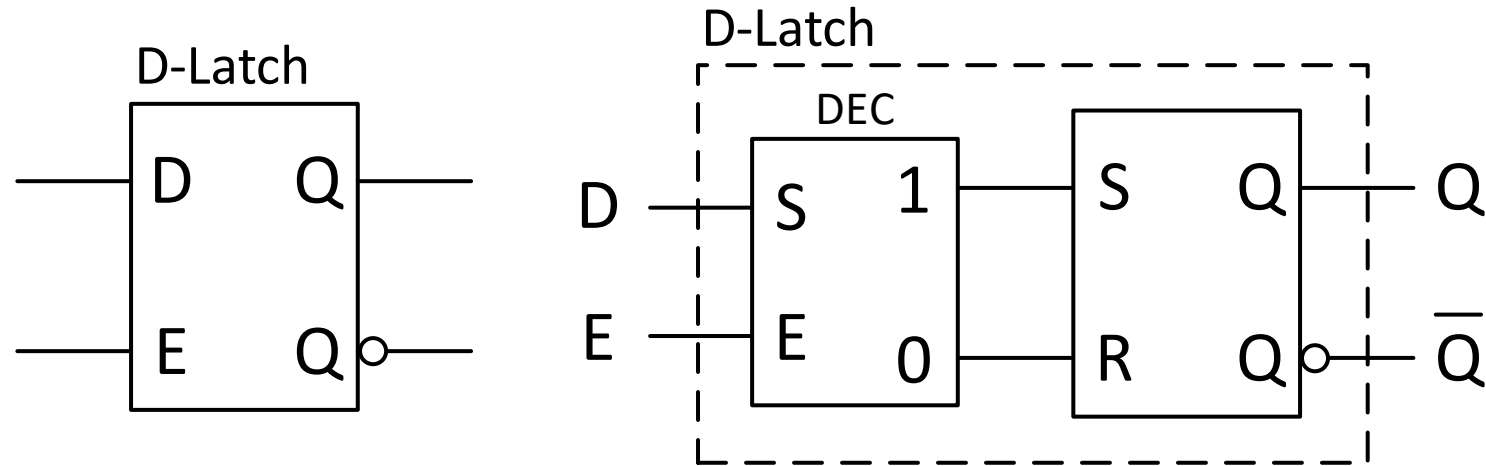 D-Latch
D Q
E Q
D-Latch
DEC
D S 1 S Q Q
E E 0 R Q Q̅